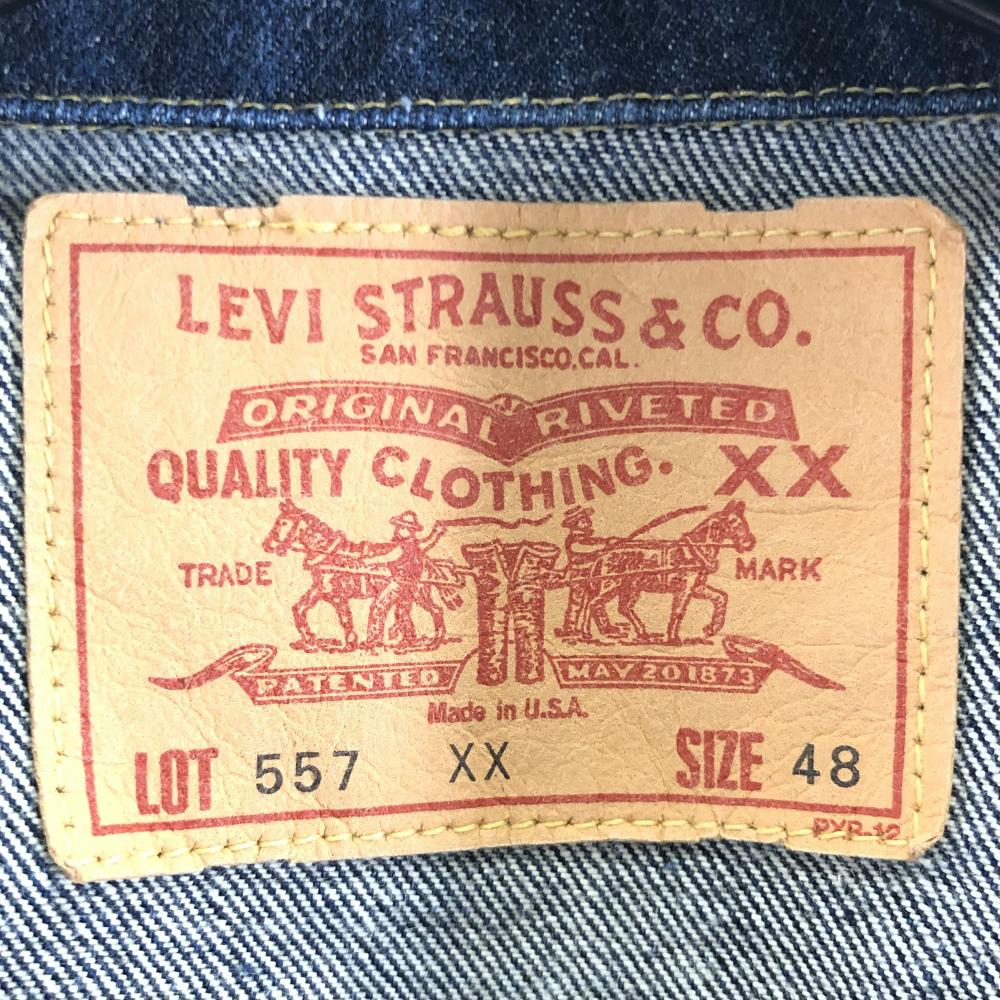 LEVI STRAUSS & CO.
SAN FRANCISCO, CAL.
ORIGINAL RIVETED
QUALITY CLOTHING. XX
TRADE MARK
PATENTED MAY 20 1873
Made in U.S.A.
LOT 557 XX SIZE 48